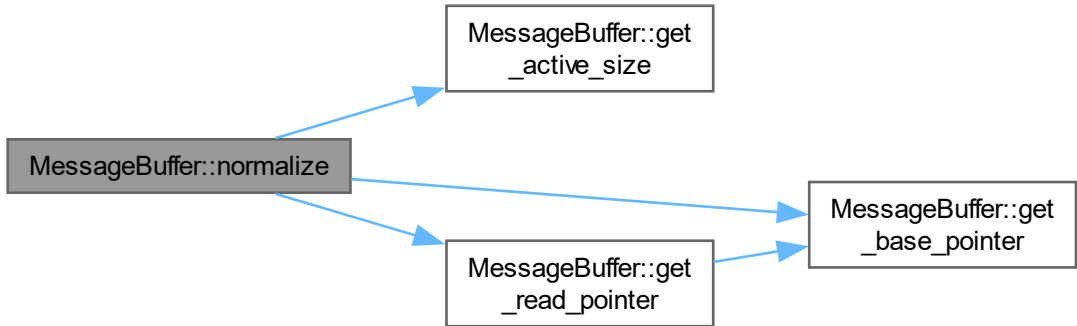 MessageBuffer::get
_active_size
MessageBuffer::normalize
MessageBuffer::get
_base_pointer
MessageBuffer::get
_read_pointer